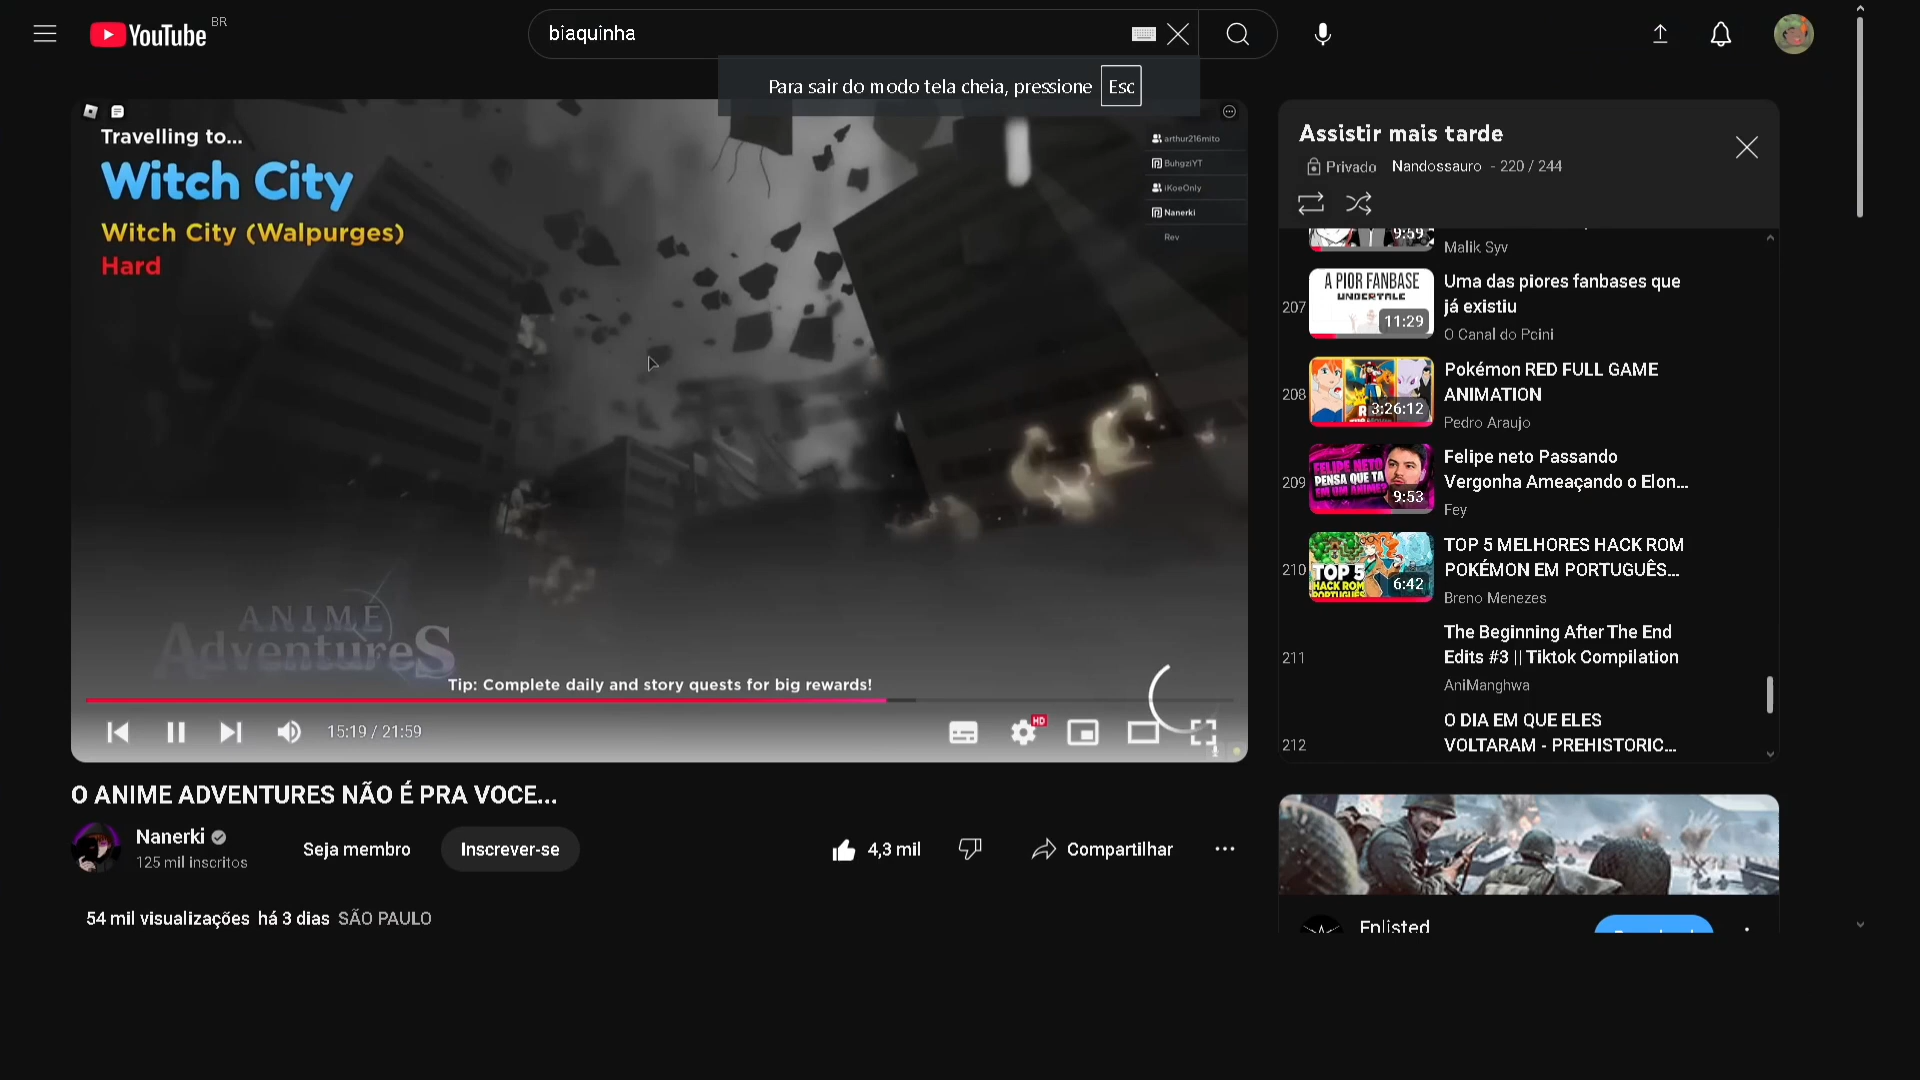 YouTube BR
biaquinha
Para sair do modo tela cheia, pressione Esc
Travelling to...
Witch City
Witch City (Walpurges)
Hard
arthur216mito
BuhgziYT
iKoeOnly
Nanerki
Rev
ANIME
AdventureS
Tip: Complete daily and story quests for big rewards!
15:19 / 21:59
HD
O ANIME ADVENTURES NÃO É PRA VOCE...
Nanerki
125 mil inscritos
Seja membro
Inscrever-se
4,3 mil
Compartilhar
54 mil visualizações há 3 dias SÃO PAULO
Assistir mais tarde
Privado Nandossauro - 220 / 244
9:59
Malik Syv
207
A PIOR FANBASE
UNDERTALE
11:29
Uma das piores fanbases que
já existiu
O Canal do Pcini
208
3:26:12
Pokémon RED FULL GAME
ANIMATION
Pedro Araujo
209
FELIPE NETO
PENSA QUE TA
EM UM ANIME?
9:53
Felipe neto Passando
Vergonha Ameaçando o Elon...
Fey
210
TOP 5
HACK ROM
PORTUGUÊS
6:42
TOP 5 MELHORES HACK ROM
POKÉMON EM PORTUGUÊS...
Breno Menezes
211
The Beginning After The End
Edits #3 || Tiktok Compilation
AniManghwa
212
O DIA EM QUE ELES
VOLTARAM - PREHISTORIC...
Enlisted